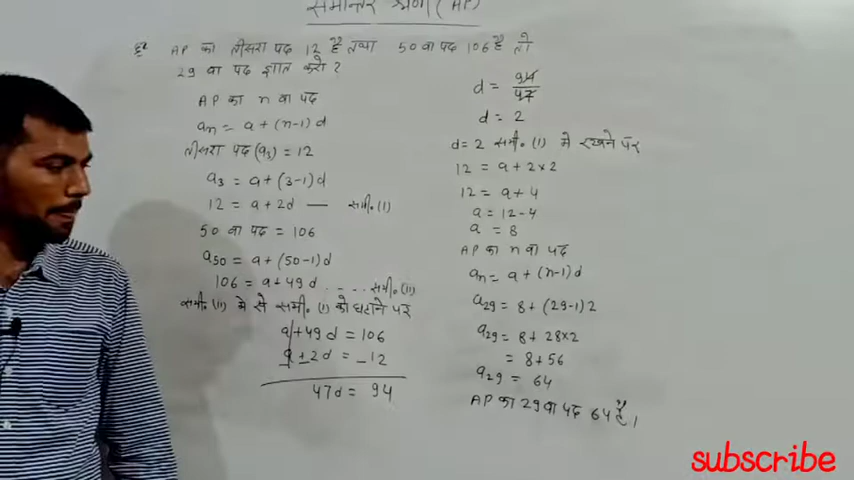 समान्तर श्रेणी (AP)
AP का तीसरा पद 12 है तथा 50 वा पद 106 है तो
29 वा पद ज्ञात करो ?
AP का n वा पद
an = a + (n-1) d
तीसरा पद (a3) = 12
a3 = a + (3-1)d
12 = a + 2d — समी. (I)
50 वा पद = 106
a50 = a + (50-1)d
106 = a + 49 d .... समी. (II)
समी. (II) मे से समी. (I) को घटाने पर
a + 49 d = 106
a + 2 d = 12
47d = 94
d = 94/47
d = 2
d = 2 समी. (I) मे रखने पर
12 = a + 2×2
12 = a + 4
a = 12-4
a = 8
AP का n वा पद
an = a + (n-1) d
a29 = 8 + (29-1) 2
a29 = 8 + 28×2
= 8 + 56
a29 = 64
AP का 29 वा पद 64 है ।
subscribe